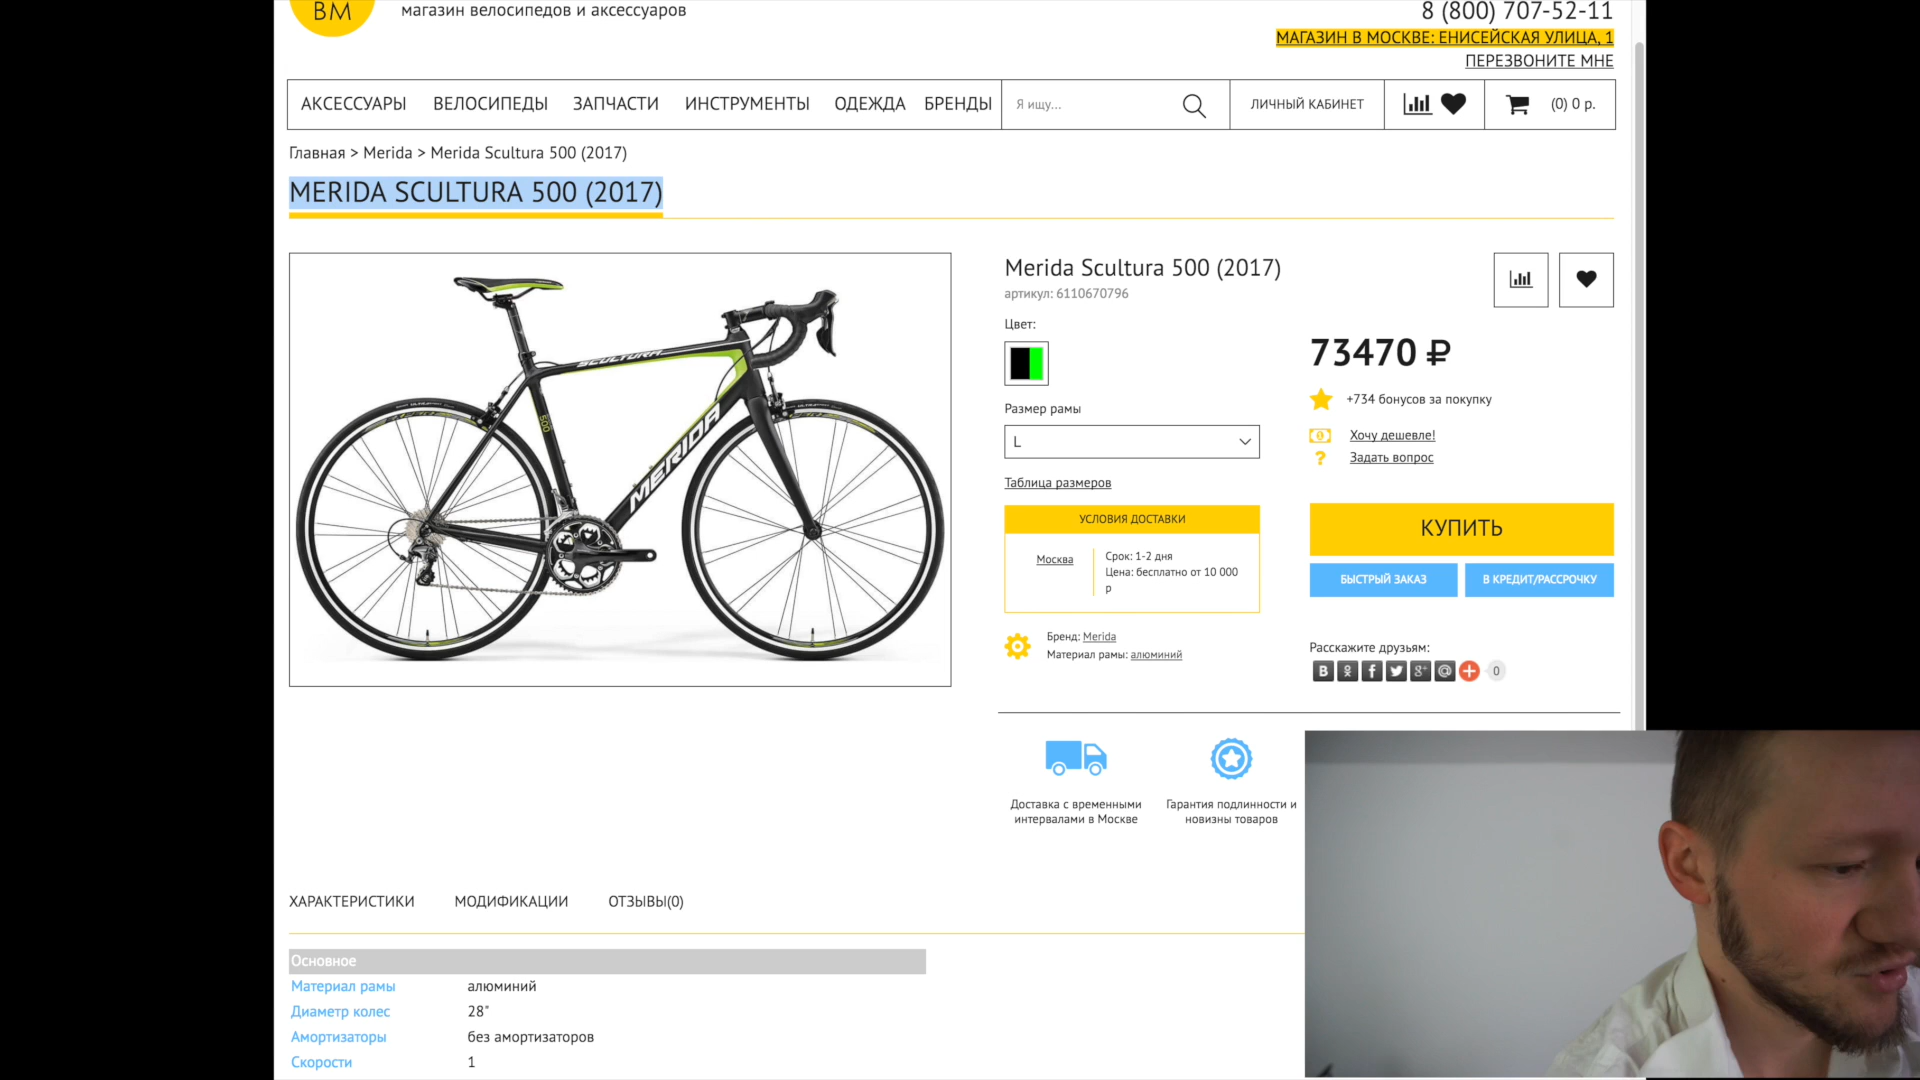 BM
магазин велосипедов и аксессуаров
8 (800) 707-52-11
МАГАЗИН В МОСКВЕ: ЕНИСЕЙСКАЯ УЛИЦА, 1
ПЕРЕЗВОНИТЕ МНЕ
АКСЕССУАРЫ ВЕЛОСИПЕДЫ ЗАПЧАСТИ ИНСТРУМЕНТЫ ОДЕЖДА БРЕНДЫ Я ищу... ЛИЧНЫЙ КАБИНЕТ (0) 0 р.
Главная > Merida > Merida Scultura 500 (2017)
MERIDA SCULTURA 500 (2017)
SCULTURA
MERIDA
500
Merida Scultura 500 (2017)
артикул: 6110670796
Цвет:
Размер рамы
L
Таблица размеров
УСЛОВИЯ ДОСТАВКИ
Москва
Срок: 1-2 дня
Цена: бесплатно от 10 000
р
Бренд: Merida
Материал рамы: алюминий
73470 ₽
+734 бонусов за покупку
Хочу дешевле!
Задать вопрос
КУПИТЬ
БЫСТРЫЙ ЗАКАЗ
В КРЕДИТ/РАССРОЧКУ
Расскажите друзьям:
0
Доставка с временными
интервалами в Москве
Гарантия подлинности и
новизны товаров
ХАРАКТЕРИСТИКИ МОДИФИКАЦИИ ОТЗЫВЫ(0)
Основное
Материал рамы алюминий
Диаметр колес 28"
Амортизаторы без амортизаторов
Скорости 1